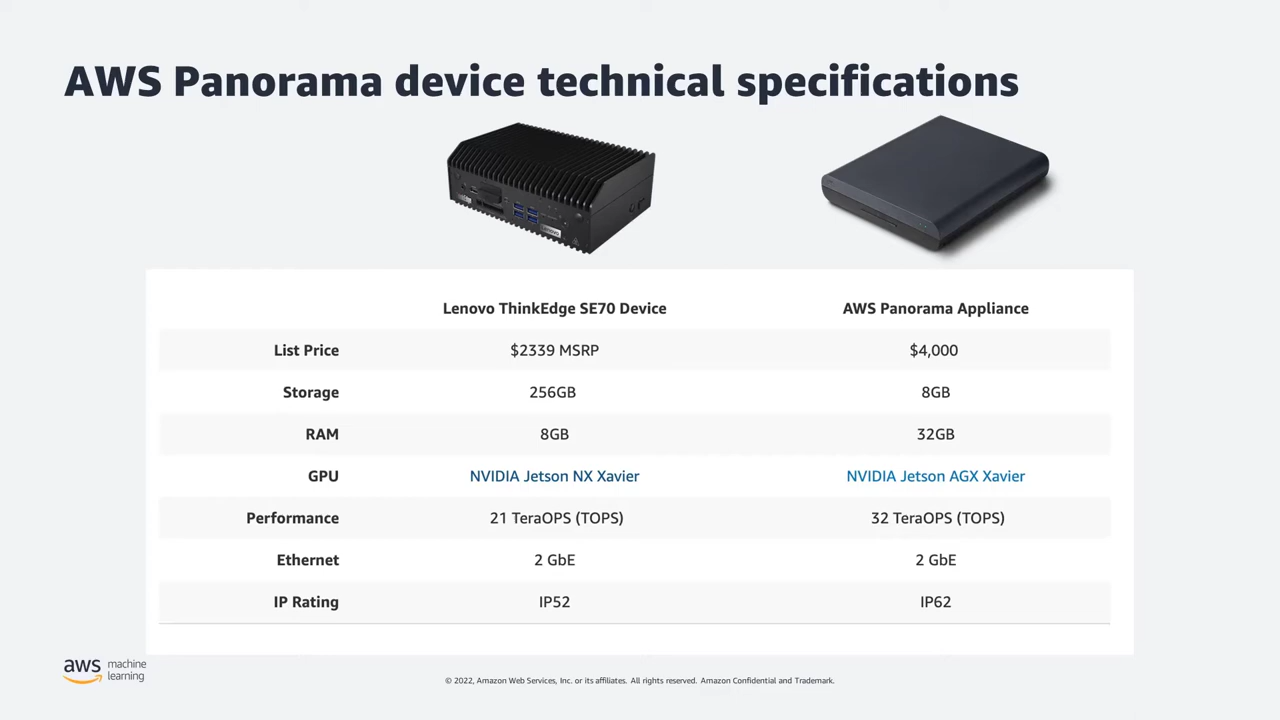 AWS Panorama device technical specifications
Lenovo
Lenovo ThinkEdge SE70 Device AWS Panorama Appliance
List Price $2339 MSRP $4,000
Storage 256GB 8GB
RAM 8GB 32GB
GPU NVIDIA Jetson NX Xavier NVIDIA Jetson AGX Xavier
Performance 21 TeraOPS (TOPS) 32 TeraOPS (TOPS)
Ethernet 2 GbE 2 GbE
IP Rating IP52 IP62
aws machine learning
© 2022, Amazon Web Services, Inc. or its affiliates. All rights reserved. Amazon Confidential and Trademark.